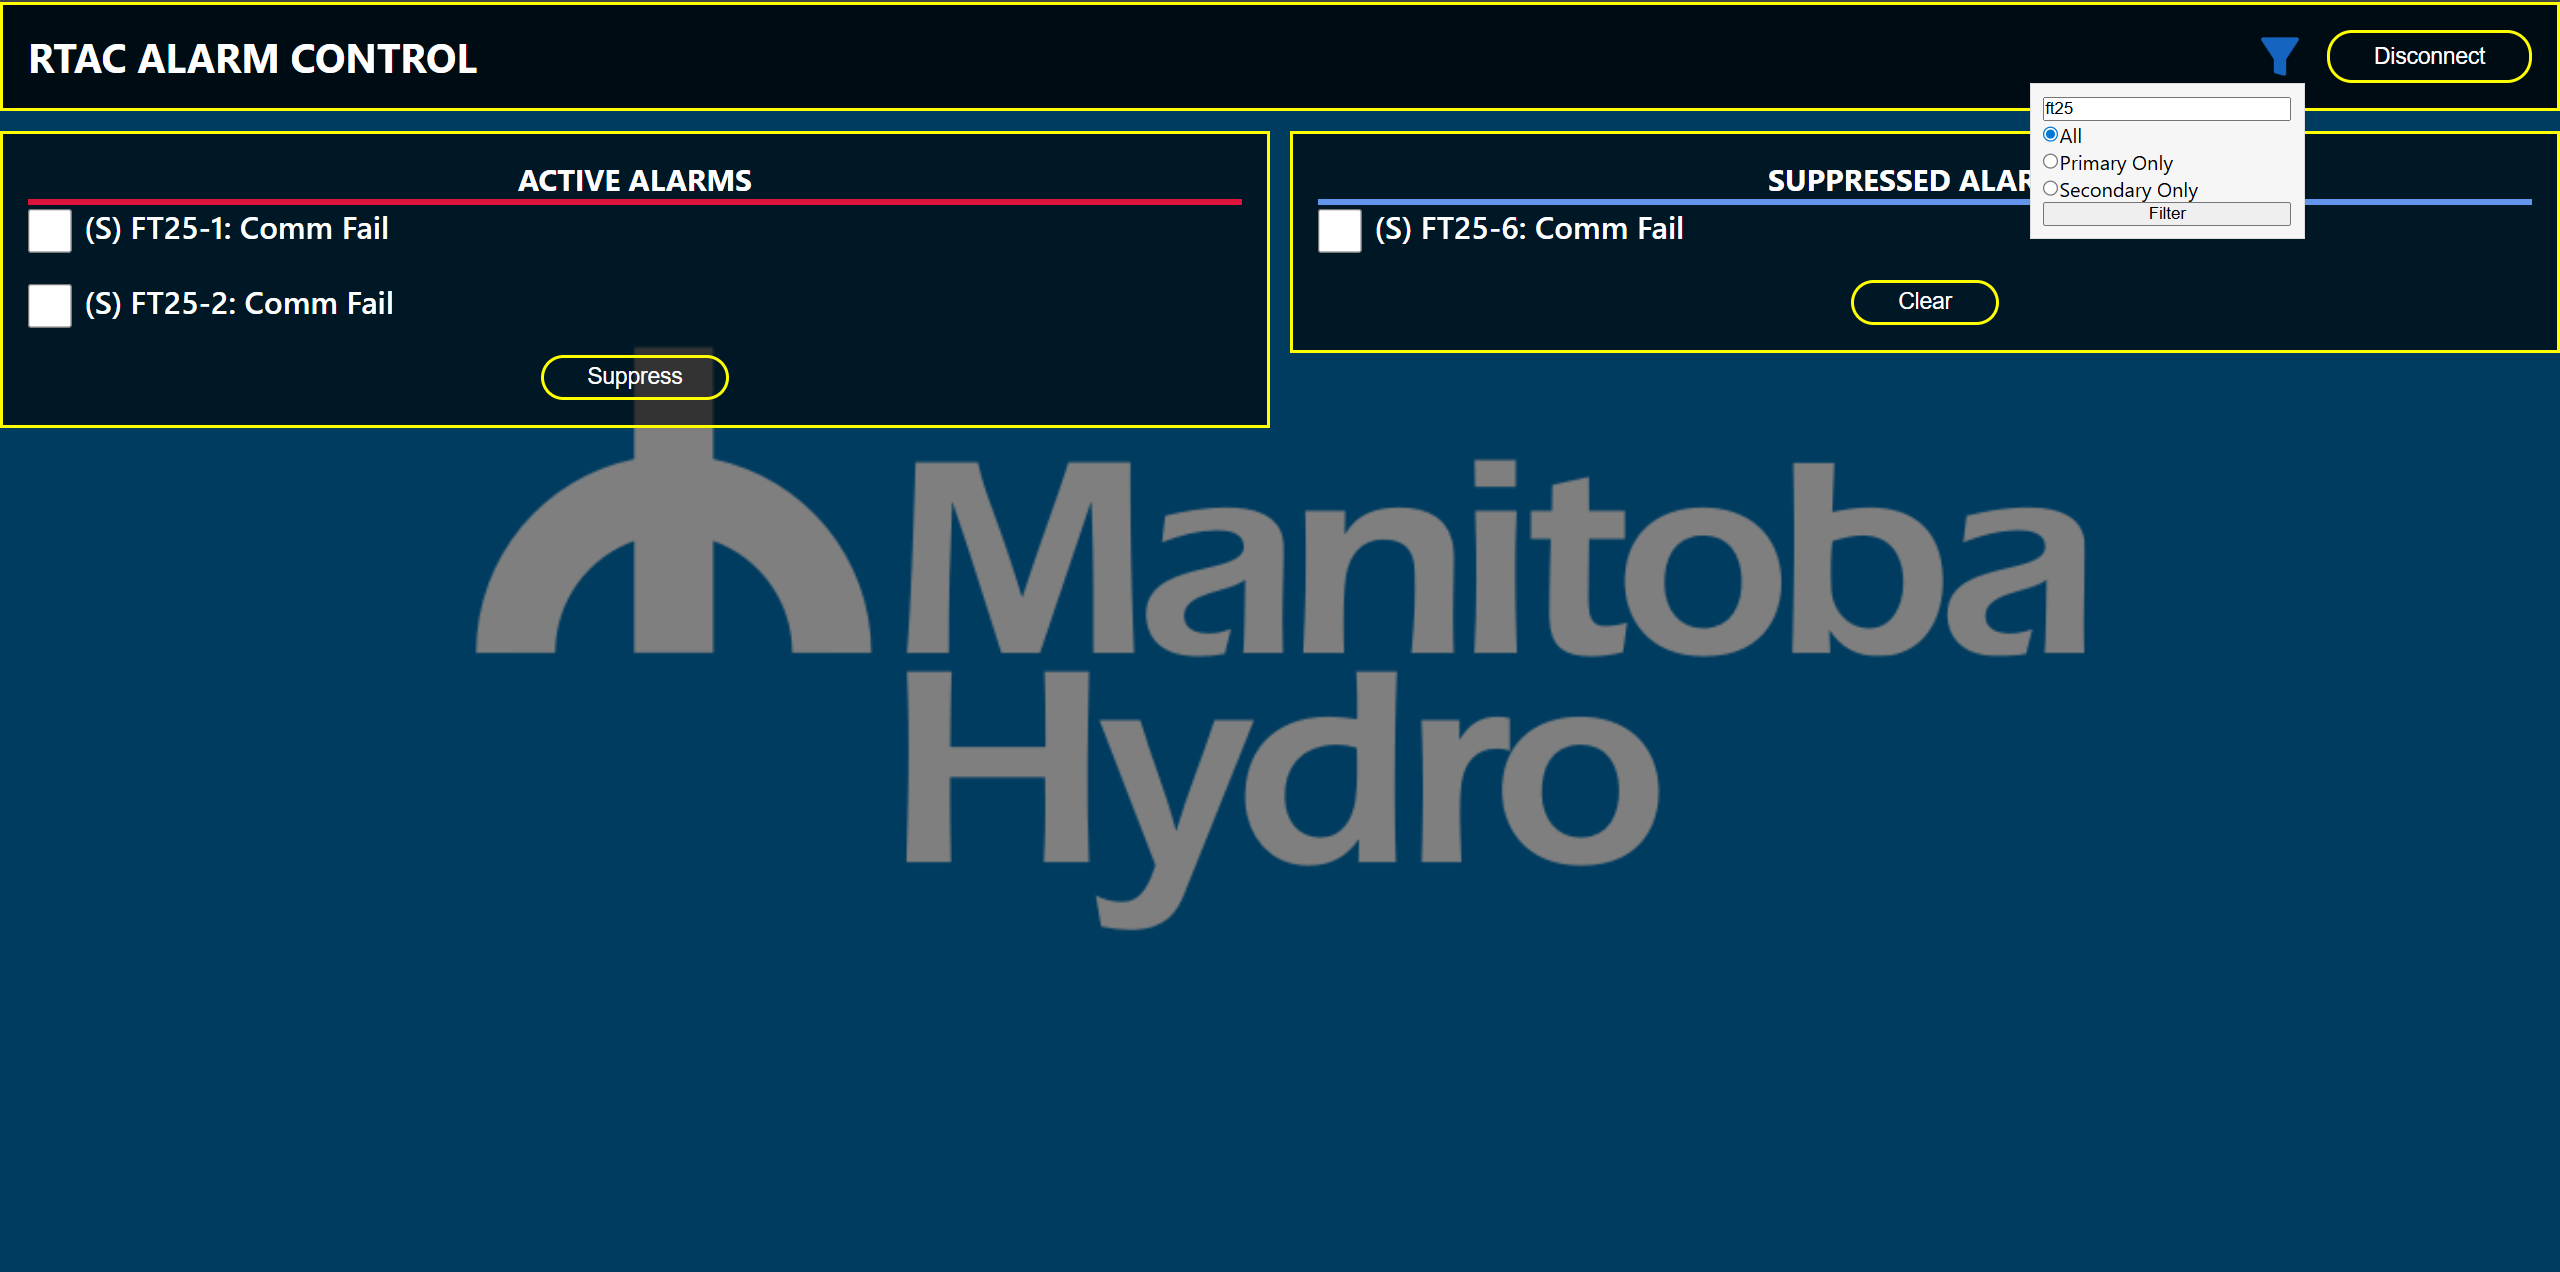 RTAC ALARM CONTROL
Disconnect
ft25
All
Primary Only
Secondary Only
Filter
ACTIVE ALARMS
(S) FT25-1: Comm Fail
(S) FT25-2: Comm Fail
Suppress
SUPPRESSED ALAR
(S) FT25-6: Comm Fail
Clear
Manitoba
Hydro